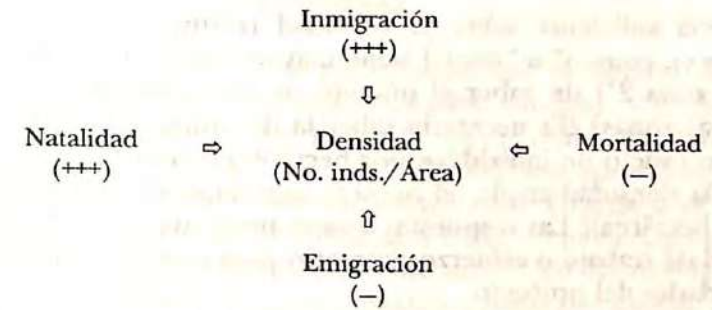 Inmigración
(+++)
⇩
Natalidad ⇨ Densidad ⇦ Mortalidad
(+++) (No. inds./Área) (—)
⇧
Emigración
(—)